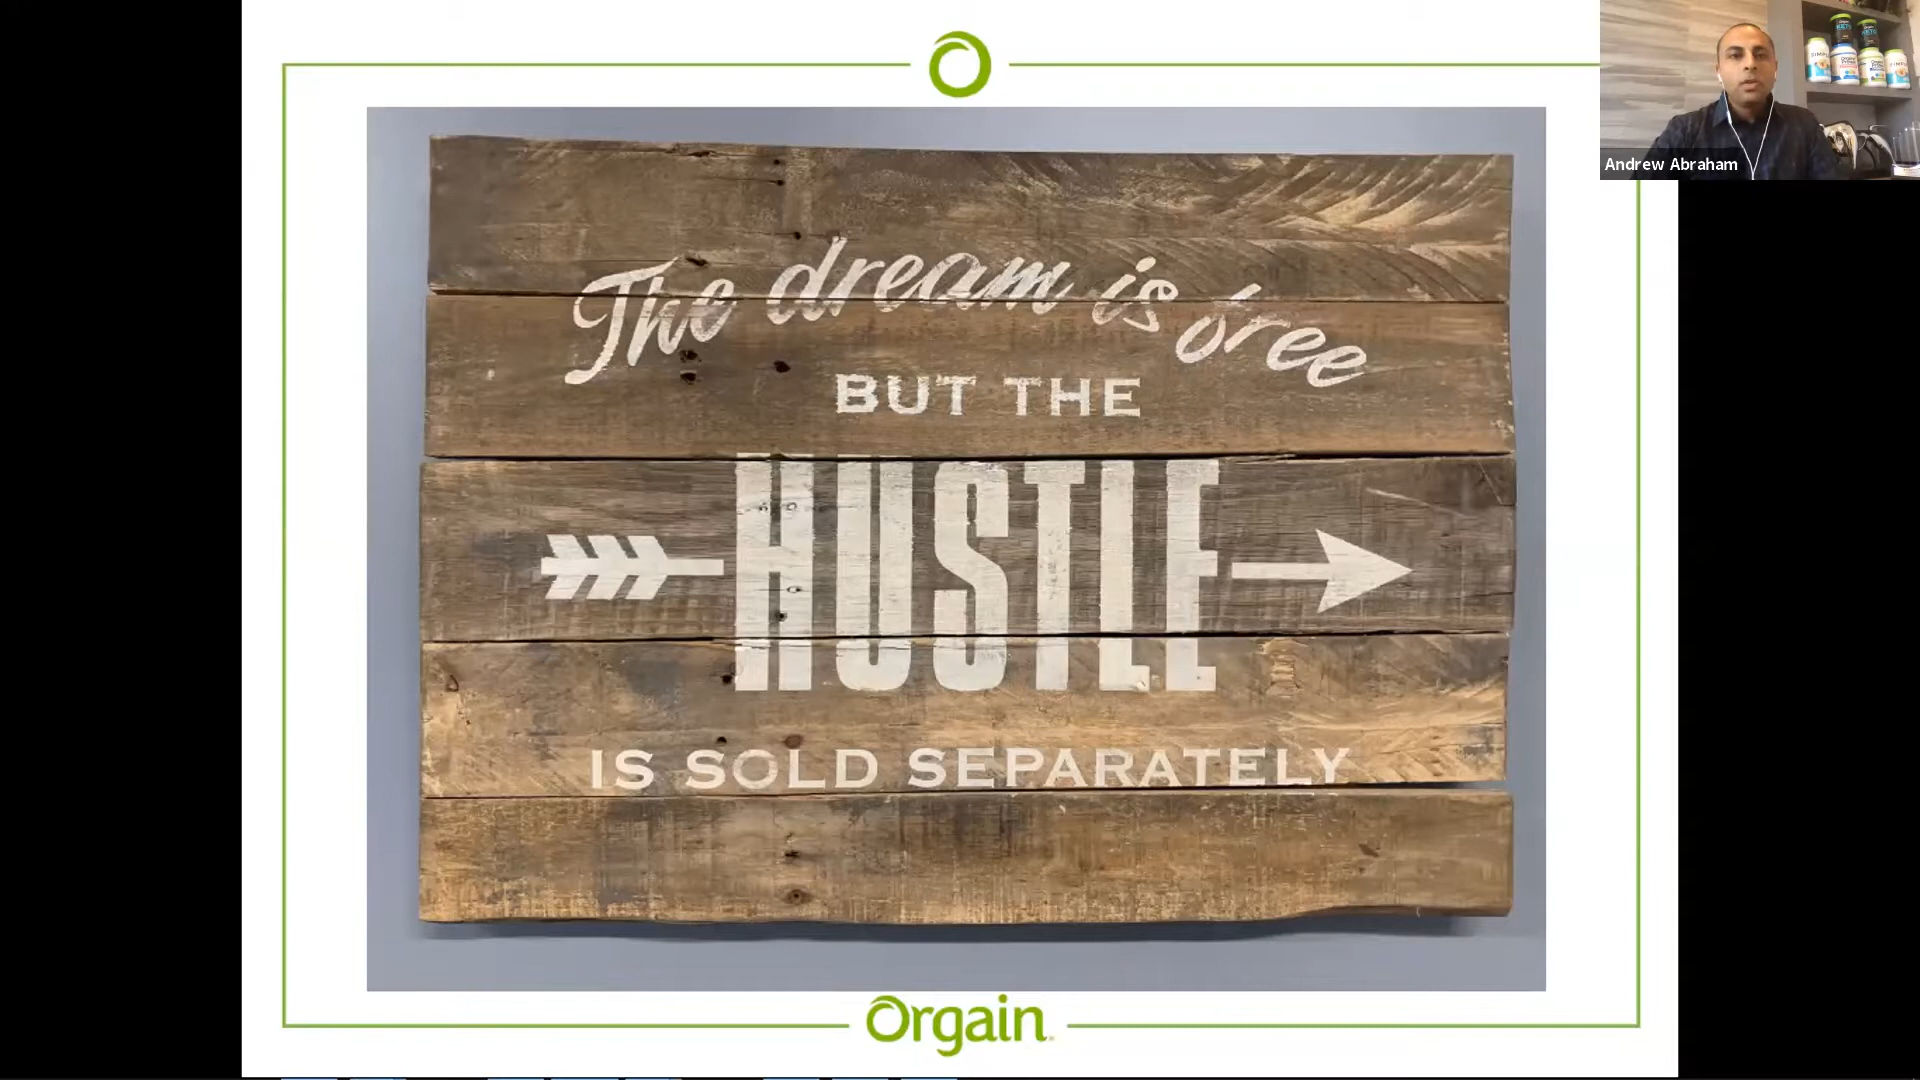 The dream is free
BUT THE
HUSTLE
IS SOLD SEPARATELY
Orgain
Andrew Abraham